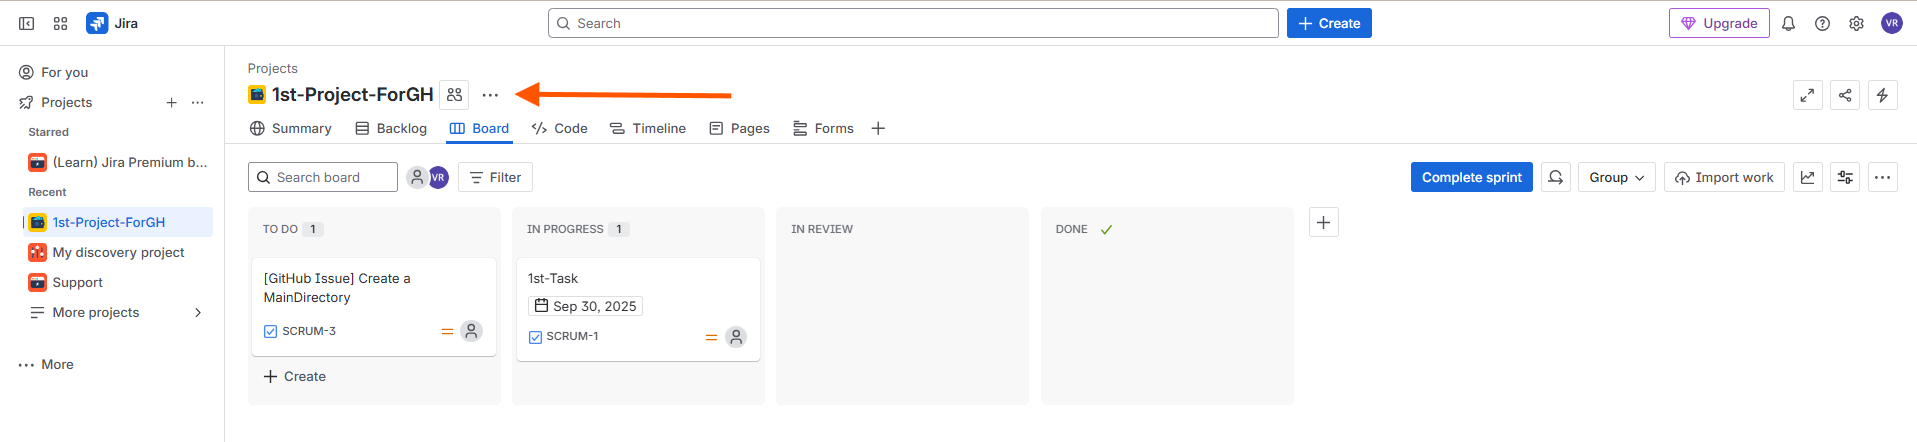 Jira
Search
+ Create
Upgrade
VR
For you
Projects
Starred
(Learn) Jira Premium b...
Recent
1st-Project-ForGH
My discovery project
Support
More projects
More
Projects
1st-Project-ForGH
Summary
Backlog
Board
Code
Timeline
Pages
Forms
Search board
VR
Filter
Complete sprint
Group
Import work
TO DO 1
[GitHub Issue] Create a
MainDirectory
SCRUM-3
+ Create
IN PROGRESS 1
1st-Task
Sep 30, 2025
SCRUM-1
IN REVIEW
DONE